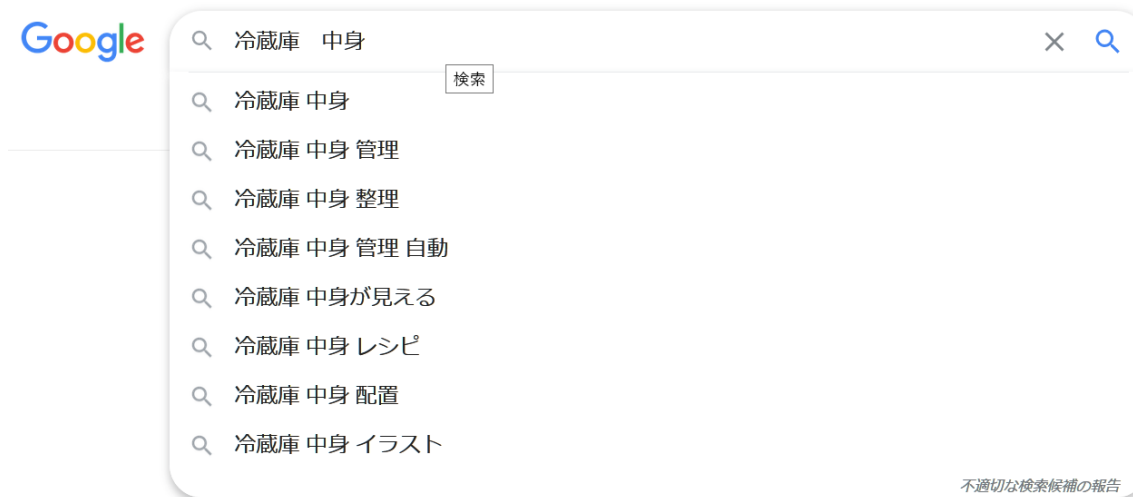 Google
冷蔵庫　中身
検索
冷蔵庫 中身
冷蔵庫 中身 管理
冷蔵庫 中身 整理
冷蔵庫 中身 管理 自動
冷蔵庫 中身が見える
冷蔵庫 中身 レシピ
冷蔵庫 中身 配置
冷蔵庫 中身 イラスト
不適切な検索候補の報告